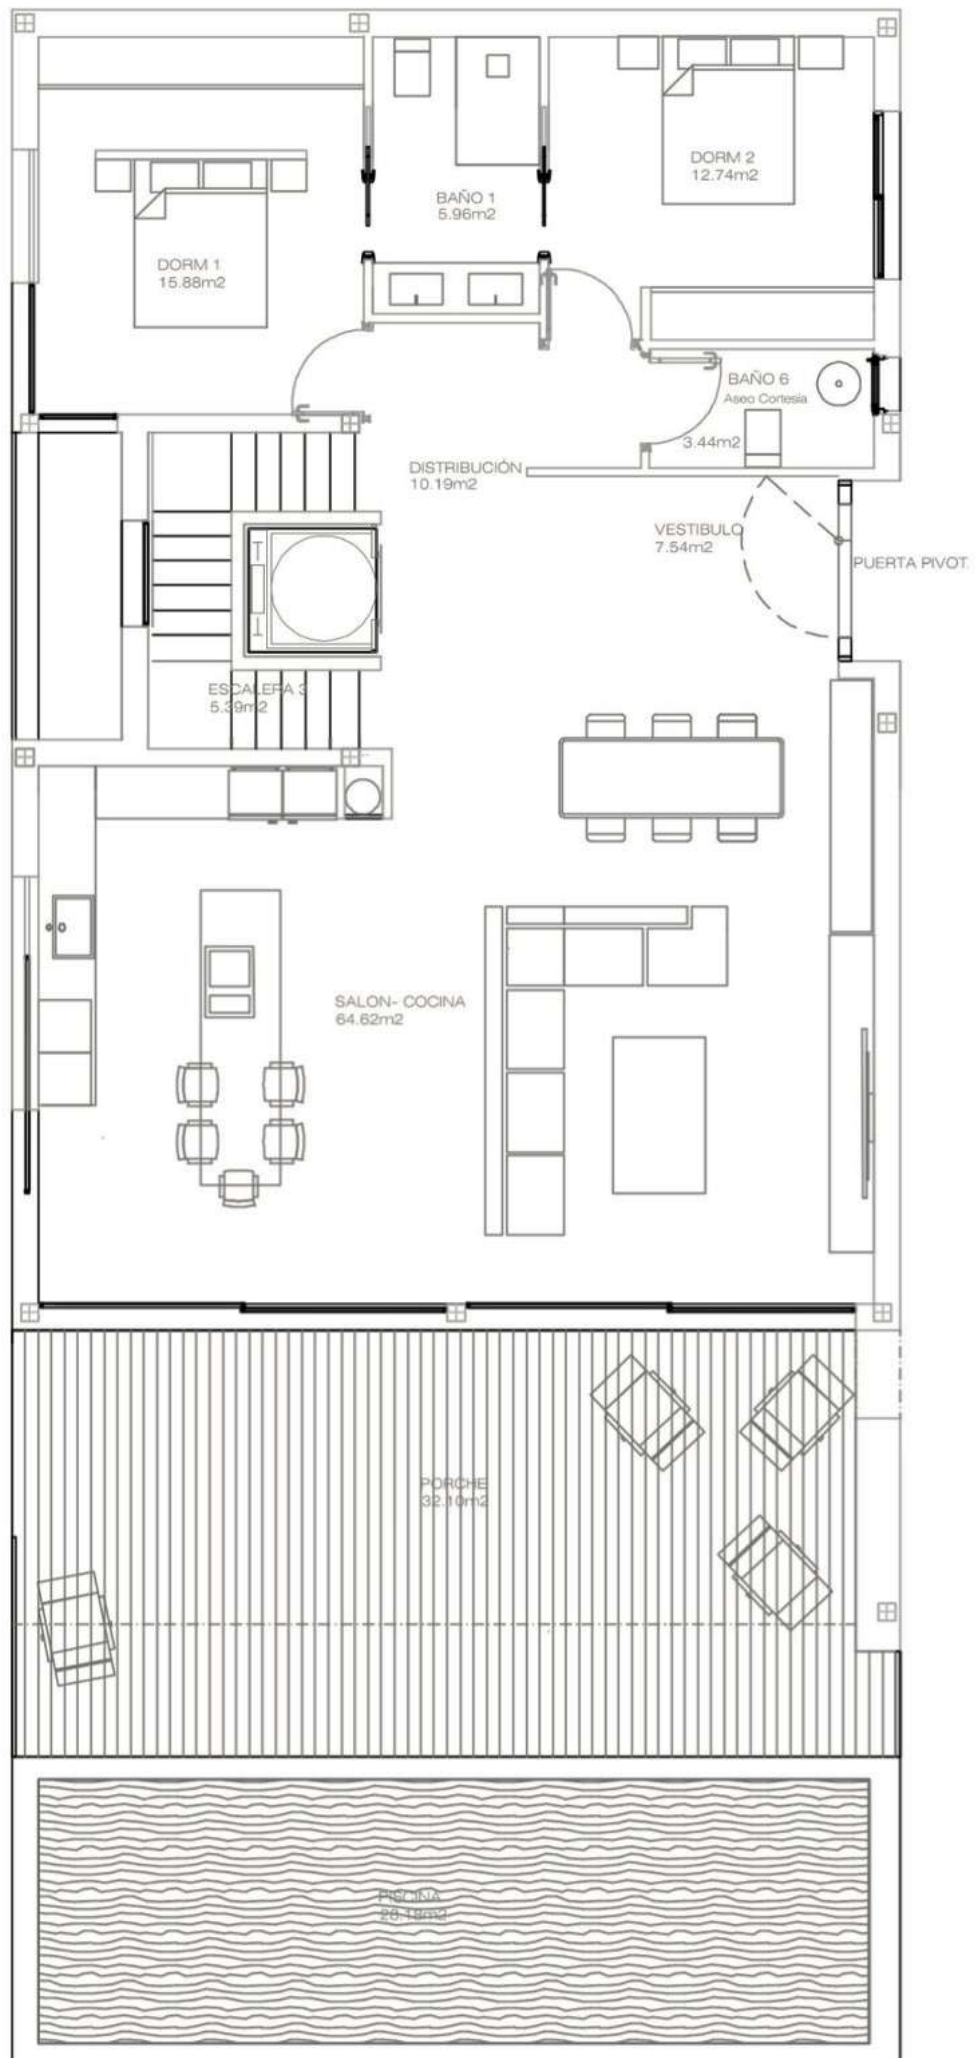 DORM 2
12.74m2
BAÑO 1
5.96m2
DORM 1
15.88m2
BAÑO 6
Aseo Cortesia
3.44m2
DISTRIBUCIÓN
10.19m2
VESTIBULO
7.54m2
PUERTA PIVOT.
ESCALERA 3
5.39m2
SALON- COCINA
64.62m2
PORCHE
32.10m2
PISCINA
28.18m2